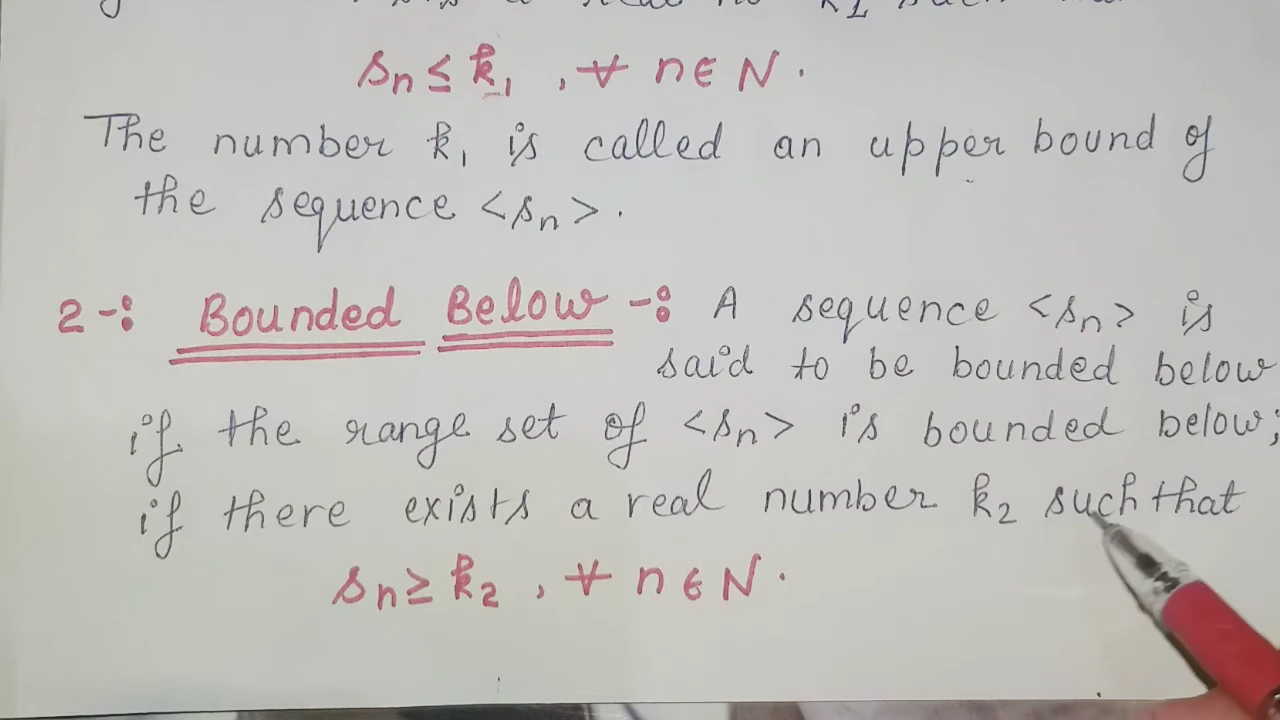 sₙ ≤ k₁ , ∀ n ∈ N .
The number k₁ is called an upper bound of
the sequence <sₙ> .
2 -: Bounded Below -: A sequence <sₙ> is
said to be bounded below
if the range set of <sₙ> is bounded below;
if there exists a real number k₂ such that
sₙ ≥ k₂ , ∀ n ∈ N .